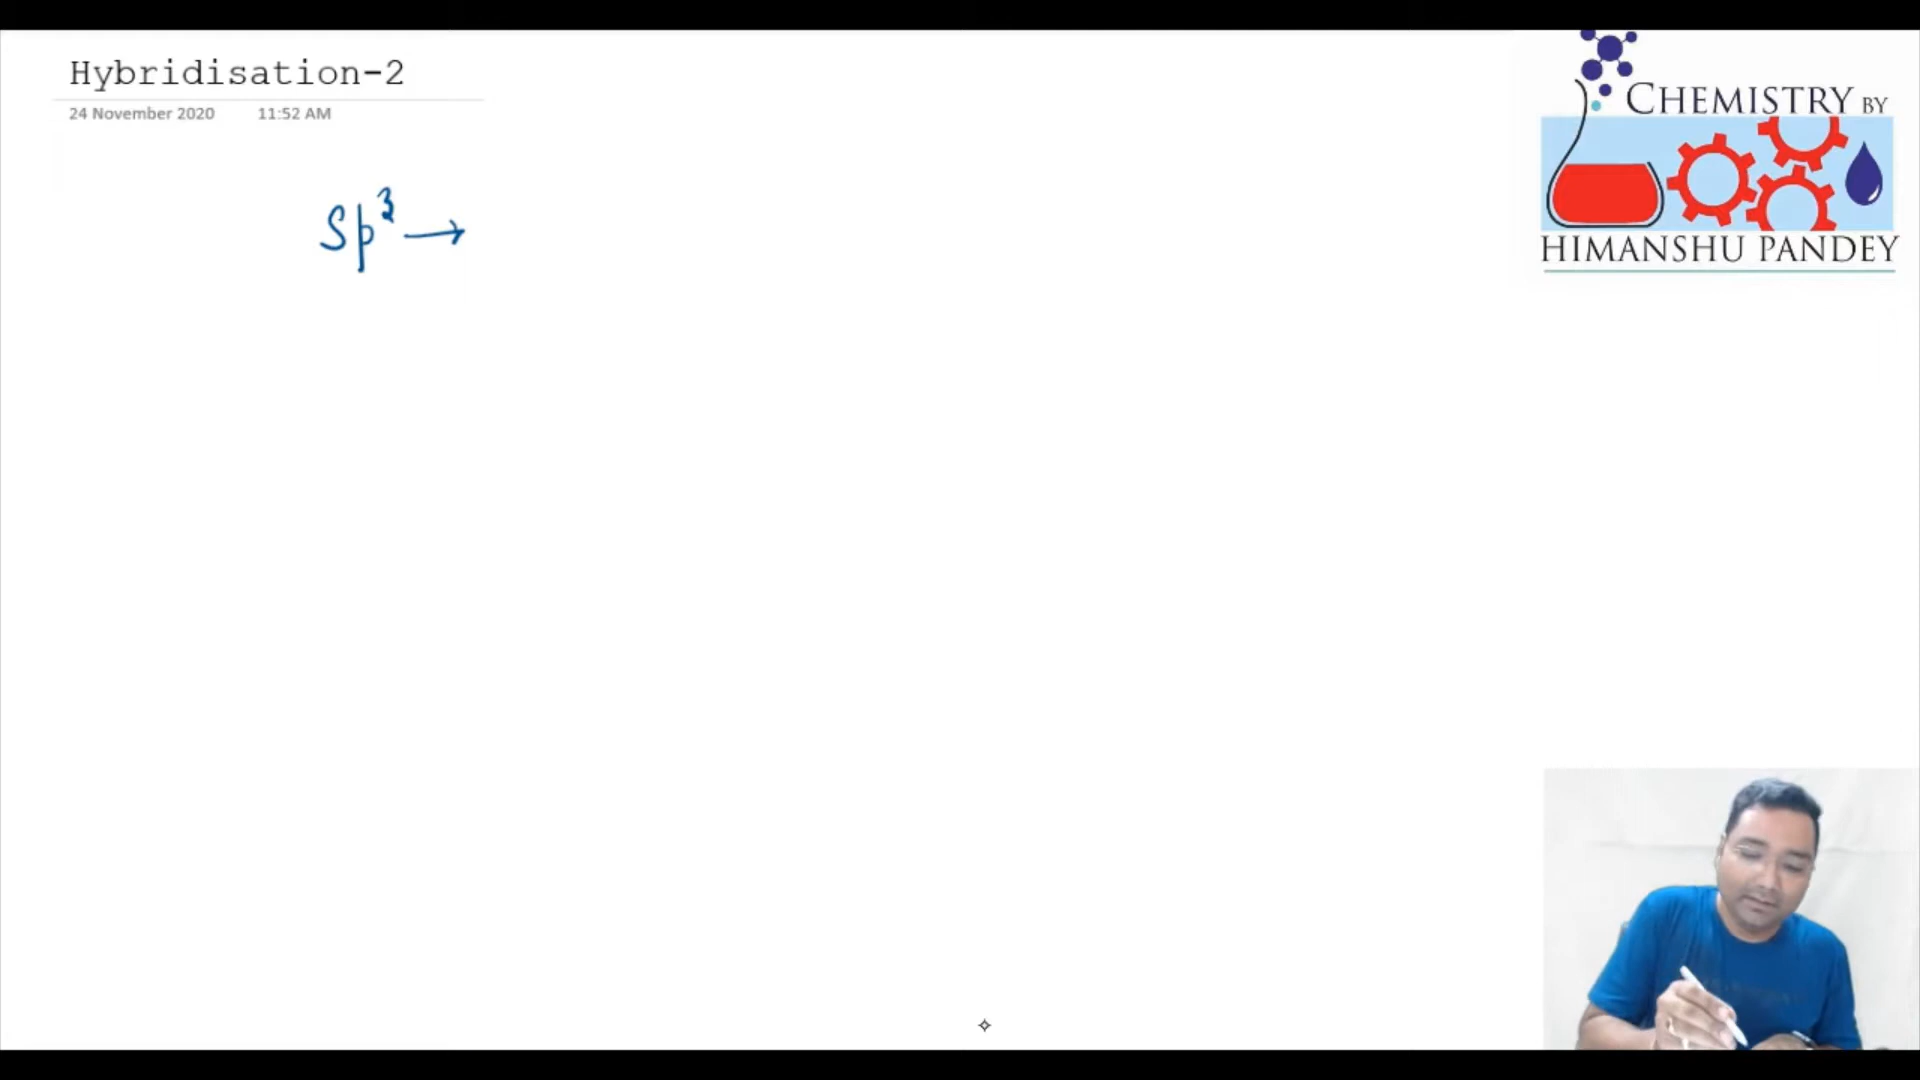 Hybridisation-2
24 November 2020 11:52 AM
Sp³ →
CHEMISTRY BY
HIMANSHU PANDEY